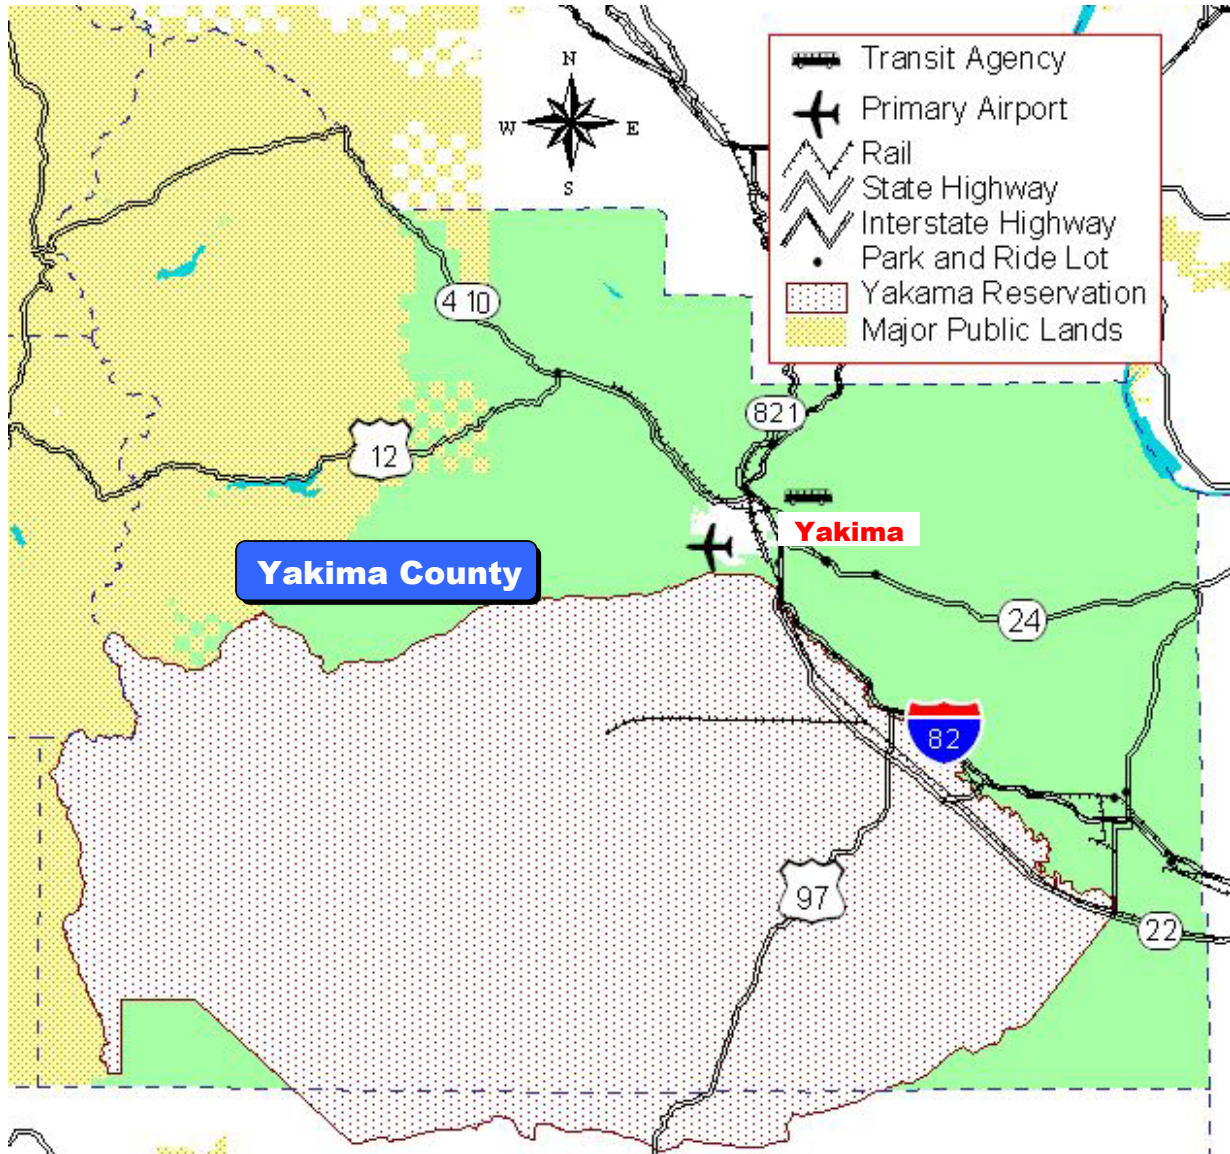 N
W E
S
Transit Agency
Primary Airport
Rail
State Highway
Interstate Highway
Park and Ride Lot
Yakama Reservation
Major Public Lands
4 10
821
12
Yakima
Yakima County
24
82
97
22